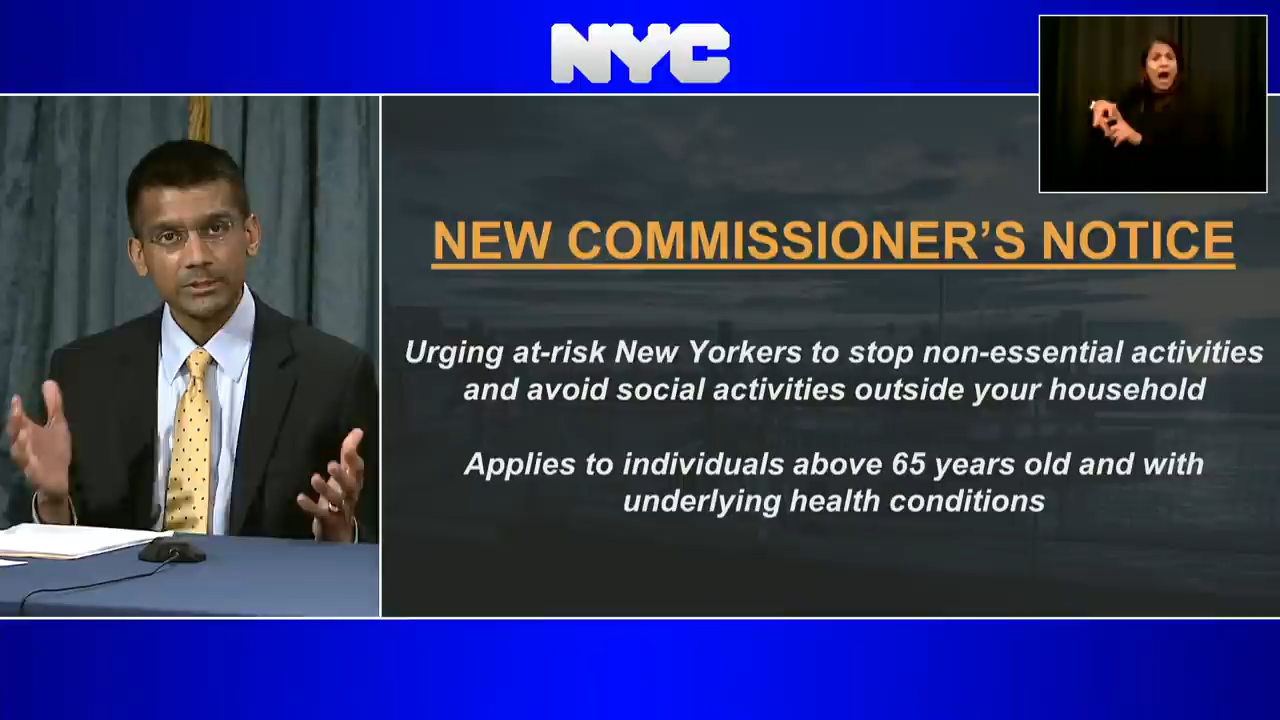 NYC
NEW COMMISSIONER'S NOTICE
Urging at-risk New Yorkers to stop non-essential activities
and avoid social activities outside your household
Applies to individuals above 65 years old and with
underlying health conditions